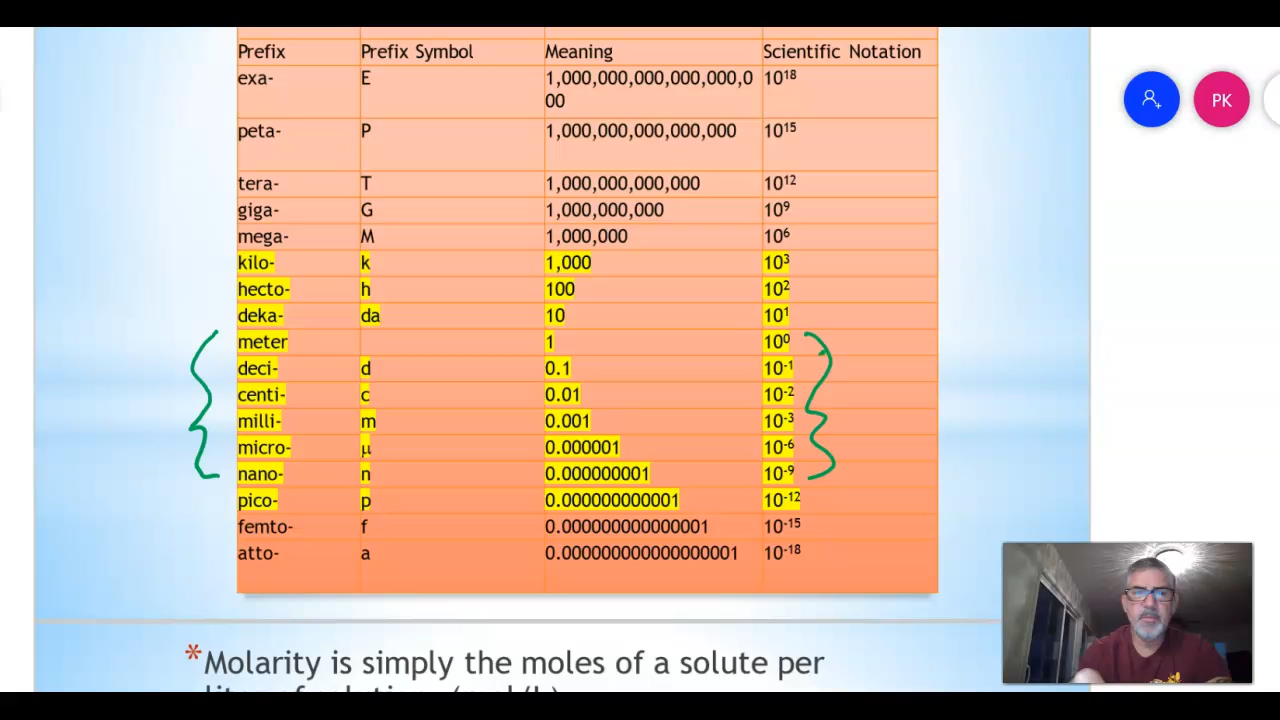 Prefix Prefix Symbol Meaning Scientific Notation
exa- E 1,000,000,000,000,000,0 10¹⁸
00
peta- P 1,000,000,000,000,000 10¹⁵
tera- T 1,000,000,000,000 10¹²
giga- G 1,000,000,000 10⁹
mega- M 1,000,000 10⁶
kilo- k 1,000 10³
hecto- h 100 10²
deka- da 10 10¹
meter 1 10⁰
deci- d 0.1 10⁻¹
centi- c 0.01 10⁻²
milli- m 0.001 10⁻³
micro- μ 0.000001 10⁻⁶
nano- n 0.000000001 10⁻⁹
pico- p 0.000000000001 10⁻¹²
femto- f 0.000000000000001 10⁻¹⁵
atto- a 0.000000000000000001 10⁻¹⁸
PK
*Molarity is simply the moles of a solute per